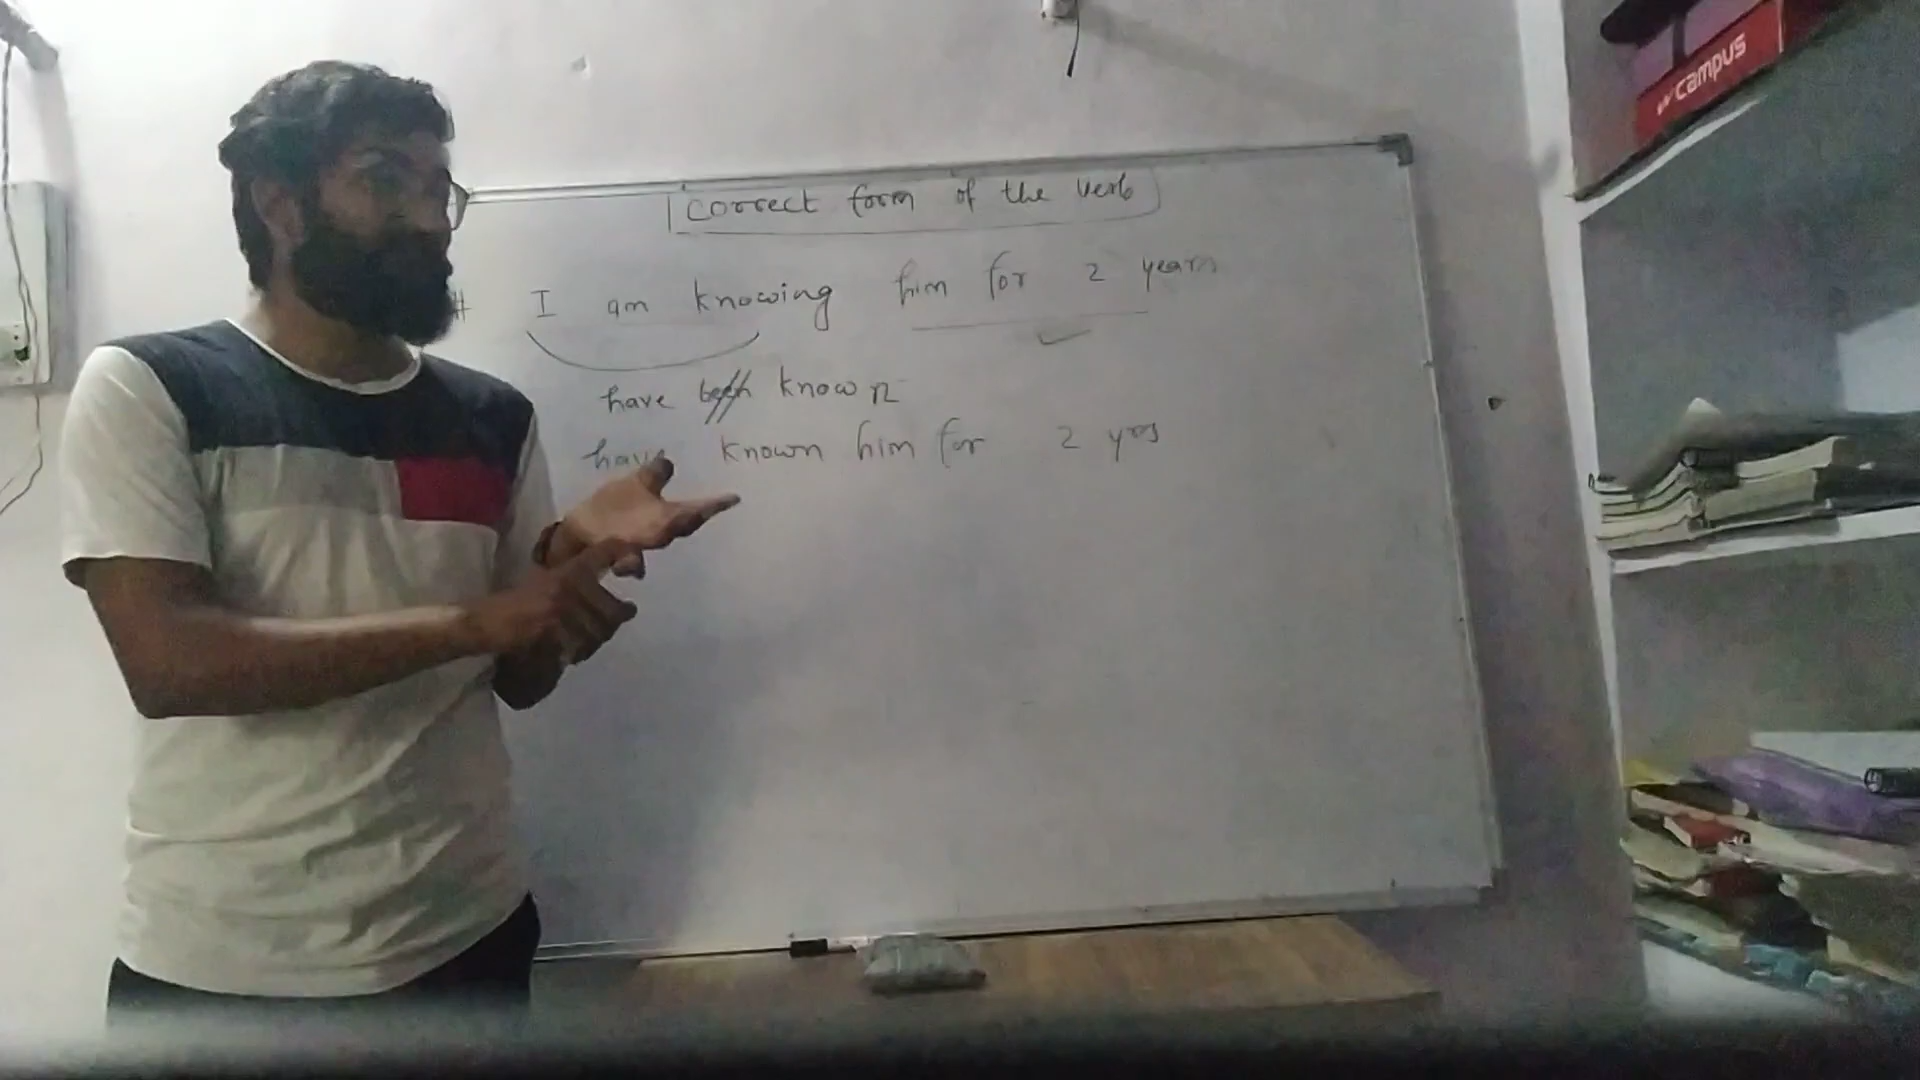 correct form of the verb
# I am knowing him for 2 years
have been known
have known him for 2 yrs
campus